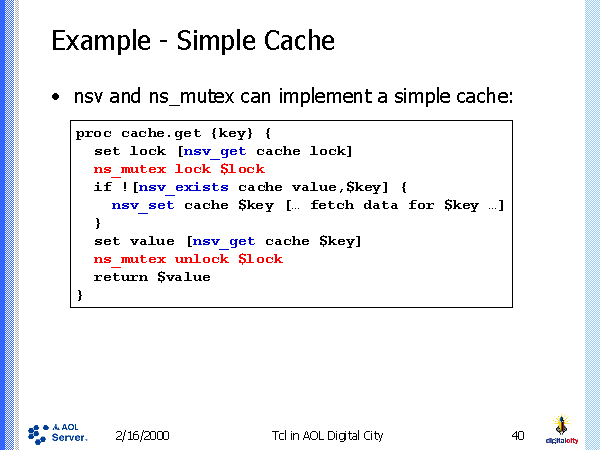 Example - Simple Cache
• nsv and ns_mutex can implement a simple cache:
proc cache.get {key} {
  set lock [nsv_get cache lock]
  ns_mutex lock $lock
  if ![nsv_exists cache value,$key] {
    nsv_set cache $key [… fetch data for $key …]
  }
  set value [nsv_get cache $key]
  ns_mutex unlock $lock
  return $value
}
AOL
Server.
2/16/2000
Tcl in AOL Digital City
40
digitalcity